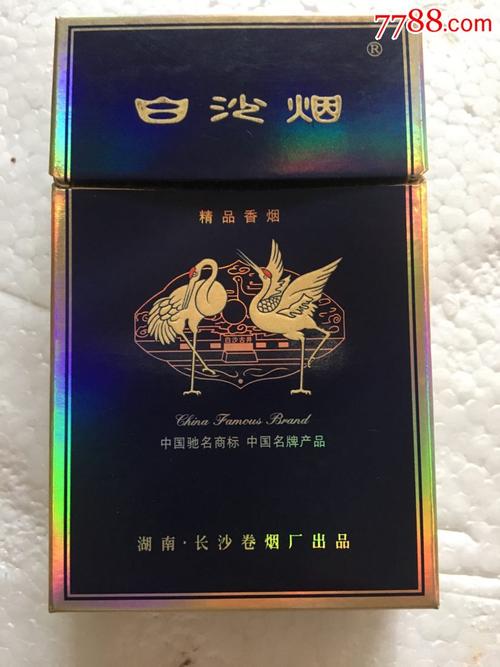 7788.com
®
白沙烟
精品香烟
白沙古井
China Famous Brand
中国驰名商标 中国名牌产品
湖南·长沙卷烟厂出品